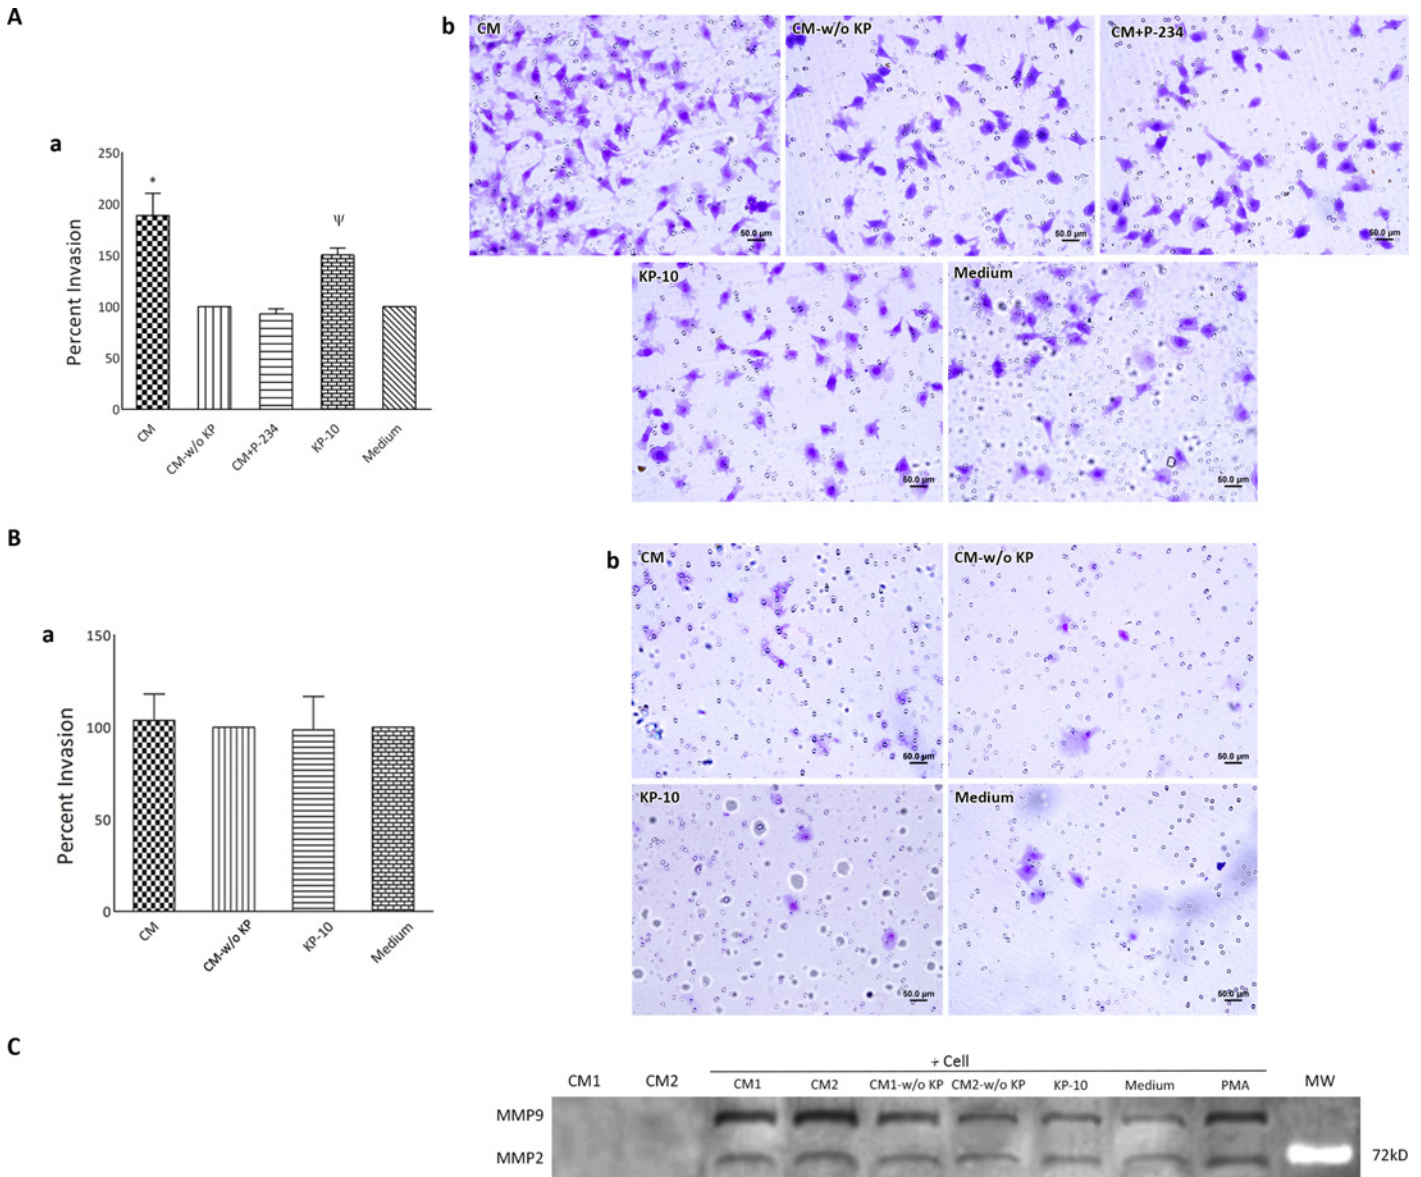 A
b
CM
CM-w/o KP
CM+P-234
50.0 µm
50.0 µm
50.0 µm
a
250
200
150
100
50
0
Percent Invasion
*
Ψ
CM
CM-w/o KP
CM+P-234
KP-10
Medium
KP-10
Medium
50.0 µm
50.0 µm
B
b
CM
CM-w/o KP
50.0 µm
50.0 µm
a
150
100
50
0
Percent Invasion
CM
CM-w/o KP
KP-10
Medium
KP-10
Medium
50.0 µm
50.0 µm
C
+ Cell
CM1 CM2 CM1 CM2 CM1-w/o KP CM2-w/o KP KP-10 Medium PMA MW
MMP9
MMP2 72kD